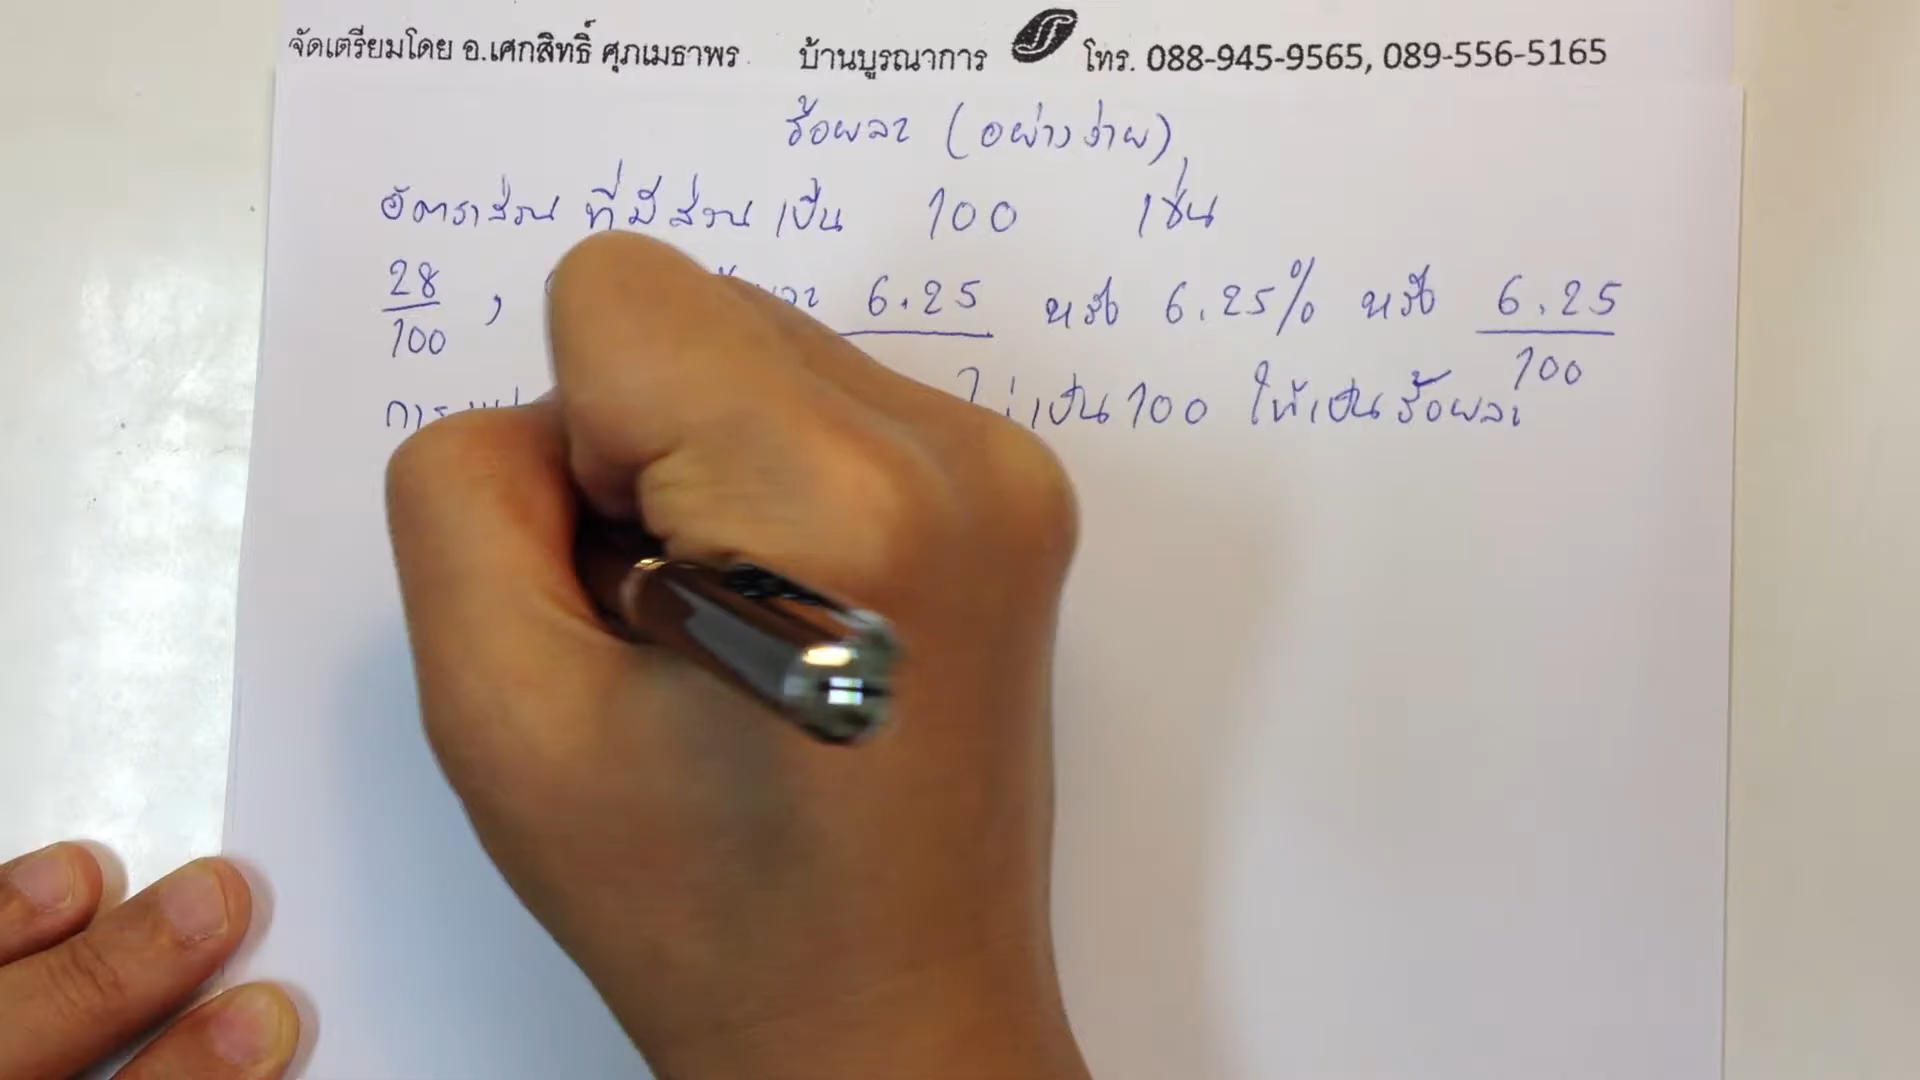 จัดเตรียมโดย อ.เศกสิทธิ์ ศุภเมธาพร บ้านบูรณาการ โทร. 088-945-9565, 089-556-5165
ร้อยละ (อย่างง่าย)
อัตราส่วน ที่มีส่วน เป็น 100 เช่น
28/100 , 6.25 หรือ 6.25% หรือ 6.25/100
เป็น 100 ให้เป็นร้อยละ